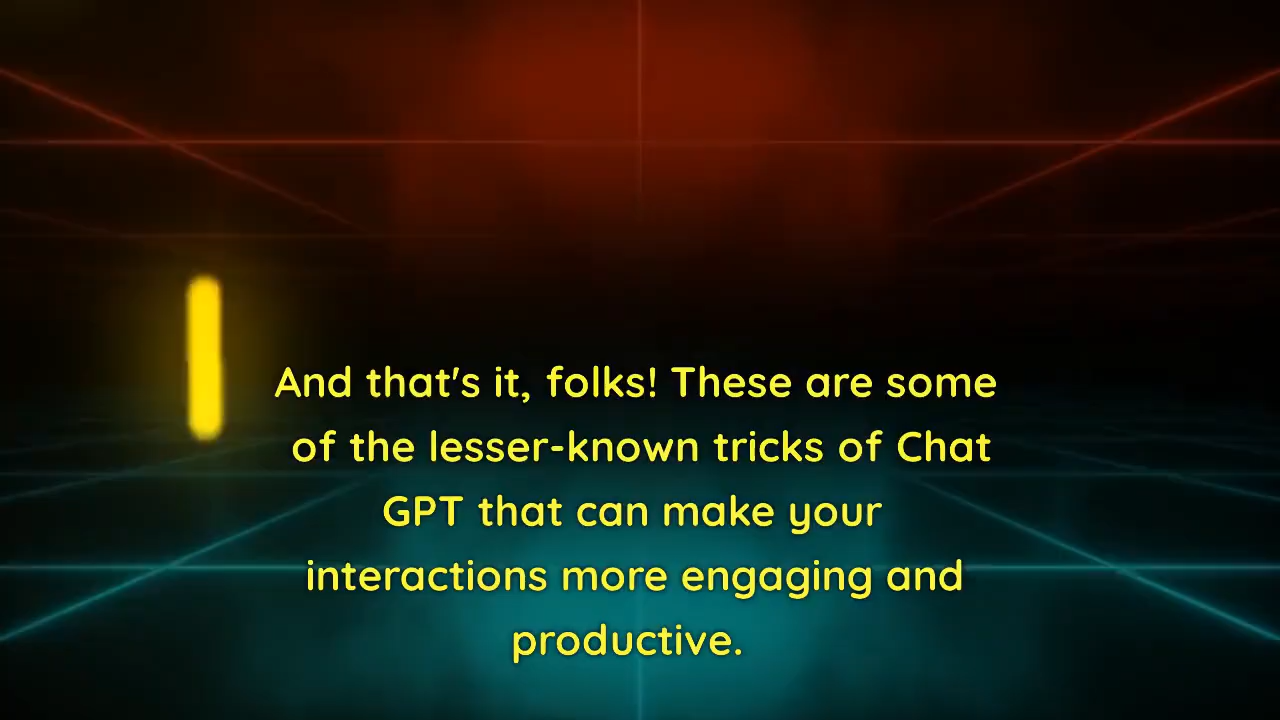 And that's it, folks! These are some
of the lesser-known tricks of Chat
GPT that can make your
interactions more engaging and
productive.